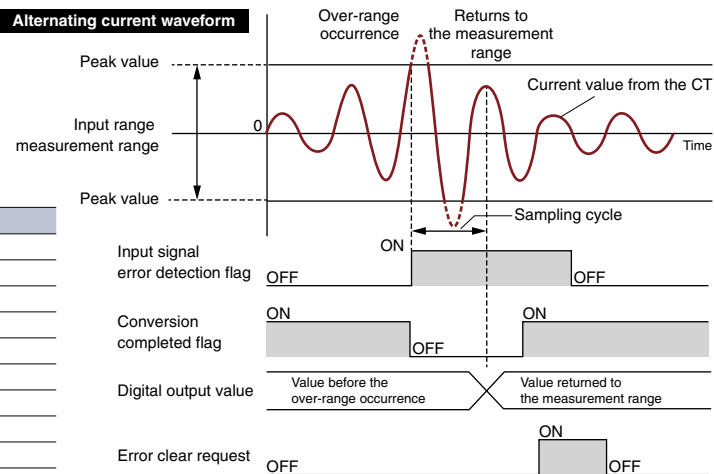 Alternating current waveform
Over-range
occurrence
Returns to
the measurement
range
Peak value
Current value from the CT
Input range
measurement range
0
Time
Peak value
Sampling cycle
Input signal
error detection flag
OFF
ON
OFF
Conversion
completed flag
ON
OFF
ON
Digital output value
Value before the
over-range occurrence
Value returned to
the measurement range
Error clear request
OFF
ON
OFF